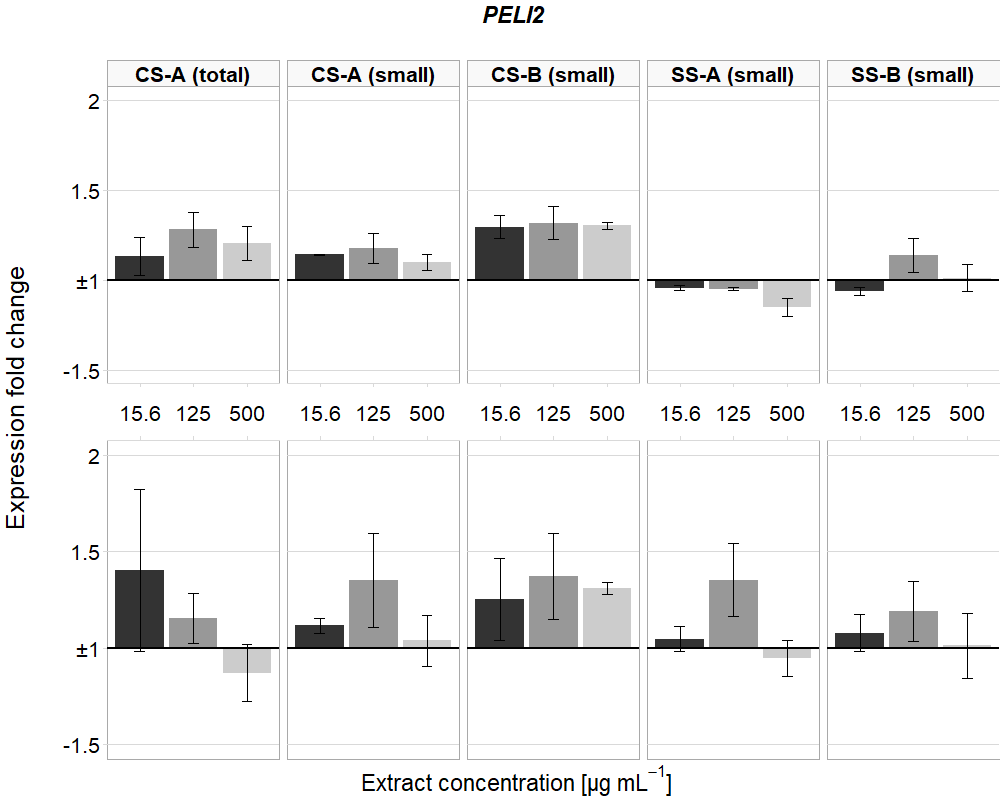 PELI2
CS-A (total) CS-A (small) CS-B (small) SS-A (small) SS-B (small)
2
1.5
±1
-1.5
15.6 125 500 15.6 125 500 15.6 125 500 15.6 125 500 15.6 125 500
2
1.5
±1
-1.5
Expression fold change
Extract concentration [µg mL⁻¹]